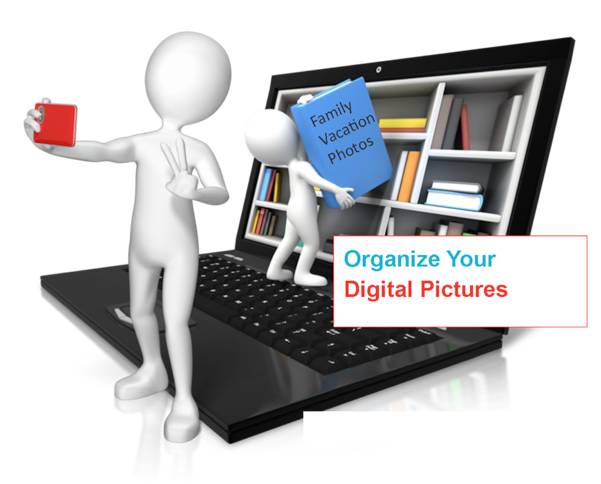 Family
Vacation
Photos
Organize Your
Digital Pictures